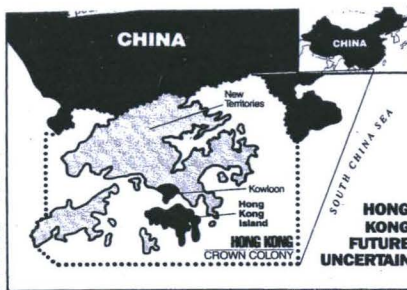 CHINA
CHINA
New
Territories
Kowloon
Hong
Kong
Island
HONG KONG
CROWN COLONY
SOUTH CHINA SEA
HONG
KONG
FUTURE
UNCERTAIN